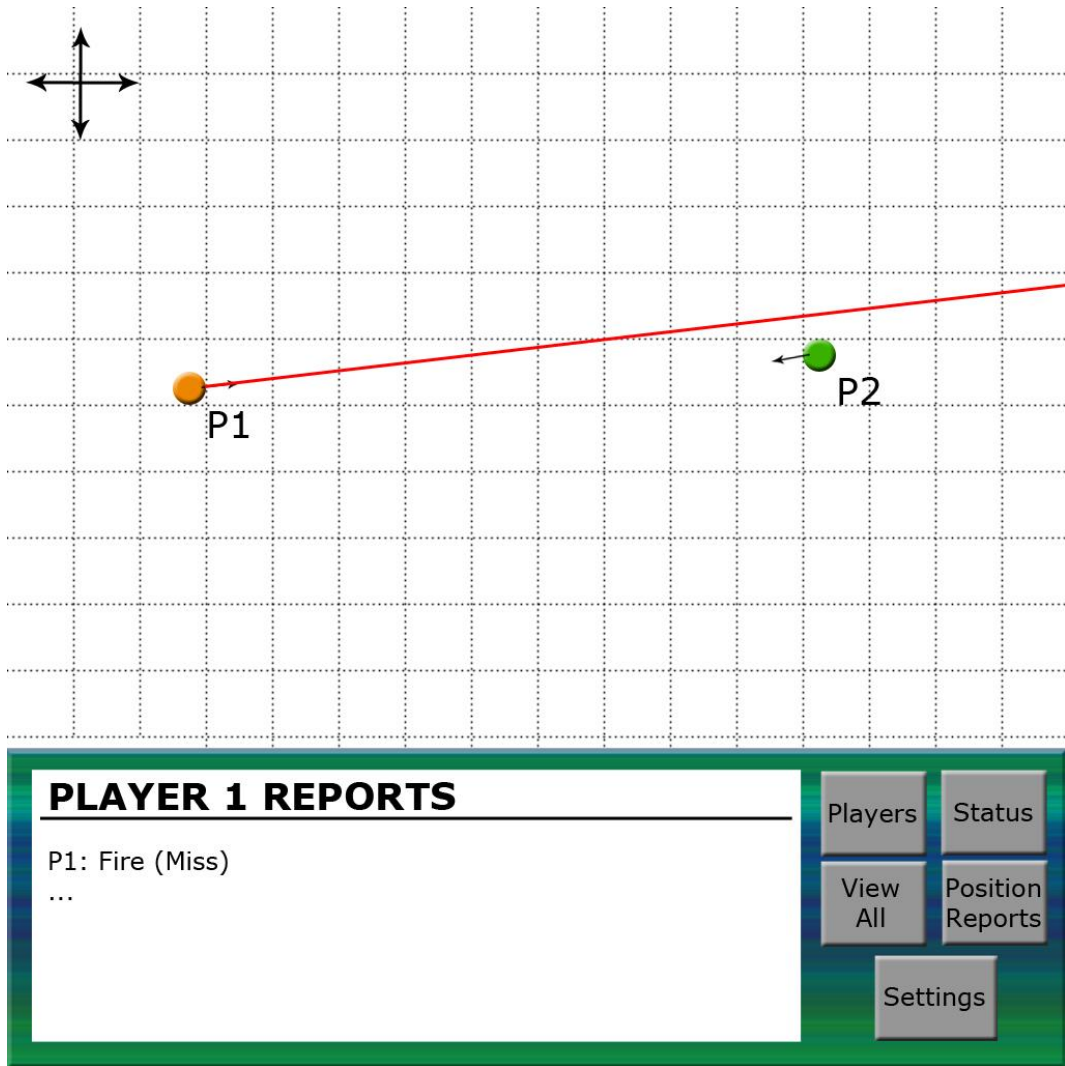 P1
P2
PLAYER 1 REPORTS
P1: Fire (Miss)
...
Players
Status
View
All
Position
Reports
Settings